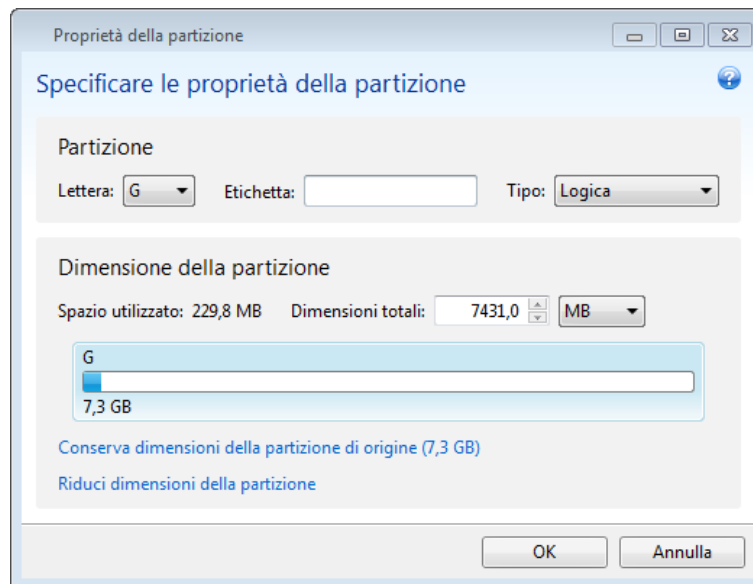 Proprietà della partizione
Specificare le proprietà della partizione
Partizione
Lettera: G Etichetta: Tipo: Logica
Dimensione della partizione
Spazio utilizzato: 229,8 MB Dimensioni totali: 7431,0 MB
G
7,3 GB
Conserva dimensioni della partizione di origine (7,3 GB)
Riduci dimensioni della partizione
OK Annulla